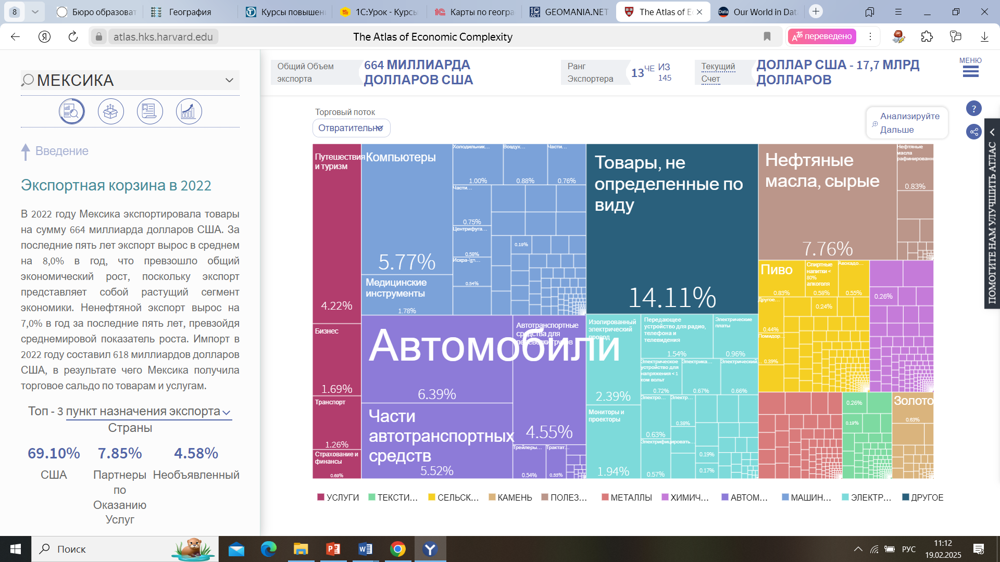 8
Бюро образоват
География
Курсы повышен
1С:Урок - Курсы
Карты по геогра
GEOMANIA.NET
The Atlas of E
Our World in Dat
atlas.hks.harvard.edu
The Atlas of Economic Complexity
переведено
МЕКСИКА
Введение
Экспортная корзина в 2022
В 2022 году Мексика экспортировала товары
на сумму 664 миллиарда долларов США. За
последние пять лет экспорт вырос в среднем
на 8,0% в год, что превзошло общий
экономический рост, поскольку экспорт
представляет собой растущий сегмент
экономики. Ненефтяной экспорт вырос на
7,0% в год за последние пять лет, превзойдя
среднемировой показатель роста. Импорт в
2022 году составил 618 миллиардов долларов
США, в результате чего Мексика получила
торговое сальдо по товарам и услугам.
Топ - 3 пункт назначения экспорта
Страны
69.10% 7.85% 4.58%
США Партнеры Необъявленный
по
Оказанию
Услуг
Общий Объем
экспорта
664 МИЛЛИАРДА
ДОЛЛАРОВ США
Ранг
Экспортера
13 ЧЕ ИЗ
145
Текущий
Счет
ДОЛЛАР США - 17,7 МЛРД
ДОЛЛАРОВ
МЕНЮ
Торговый поток
Отвратительно
Анализируйте
Дальше
?
ПОМОГИТЕ НАМ УЛУЧШИТЬ АТЛАС
Путешествия
и туризм
4.22%
Бизнес
1.69%
Транспорт
1.26%
Страхование и
финансы
0.69%
Компьютеры
5.77%
Медицинские
инструменты
1.78%
Холодильник...
1.00%
Воздух...
0.88%
Части...
0.76%
Части...
0.75%
Центрифуга...
0.58%
Искра-ign...
0.54%
0.19%
Автомобили
6.39%
Части
автотранспортных
средств
5.52%
Автотранспортные
средства для
перевозки грузов
4.55%
Трейлеры...
0.54%
Трактат...
0.33%
Товары, не
определенные по
виду
14.11%
Изолированный
электрический
провод
2.39%
Мониторы и
проекторы
1.94%
Передающее
устройство для радио,
телефона и
телевидения
1.54%
Электрические
платы
0.96%
Электрическое
устройство для
напряжения < 1
ком вольт
0.72%
Электрика...
0.67%
Электрический...
0.66%
Электро...
0.63%
Электр...
0.38%
Электрифицировать...
0.57%
0.19%
0.17%
Нефтяные
масла, сырые
7.76%
Нефтяные
масла
рафинированн
0.83%
Пиво
0.83%
Спиртные
напитки <
80%
алкоголя
0.58%
Авокадо...
0.55%
Другое...
0.44%
0.24%
Помидор...
0.39%
0.26%
0.26%
0.19%
Золото
0.63%
УСЛУГИ ТЕКСТИ... СЕЛЬСК... КАМЕНЬ ПОЛЕЗ... МЕТАЛЛЫ ХИМИЧ... АВТОМ... МАШИН... ЭЛЕКТР... ДРУГОЕ
Поиск
РУС
11:12
19.02.2025